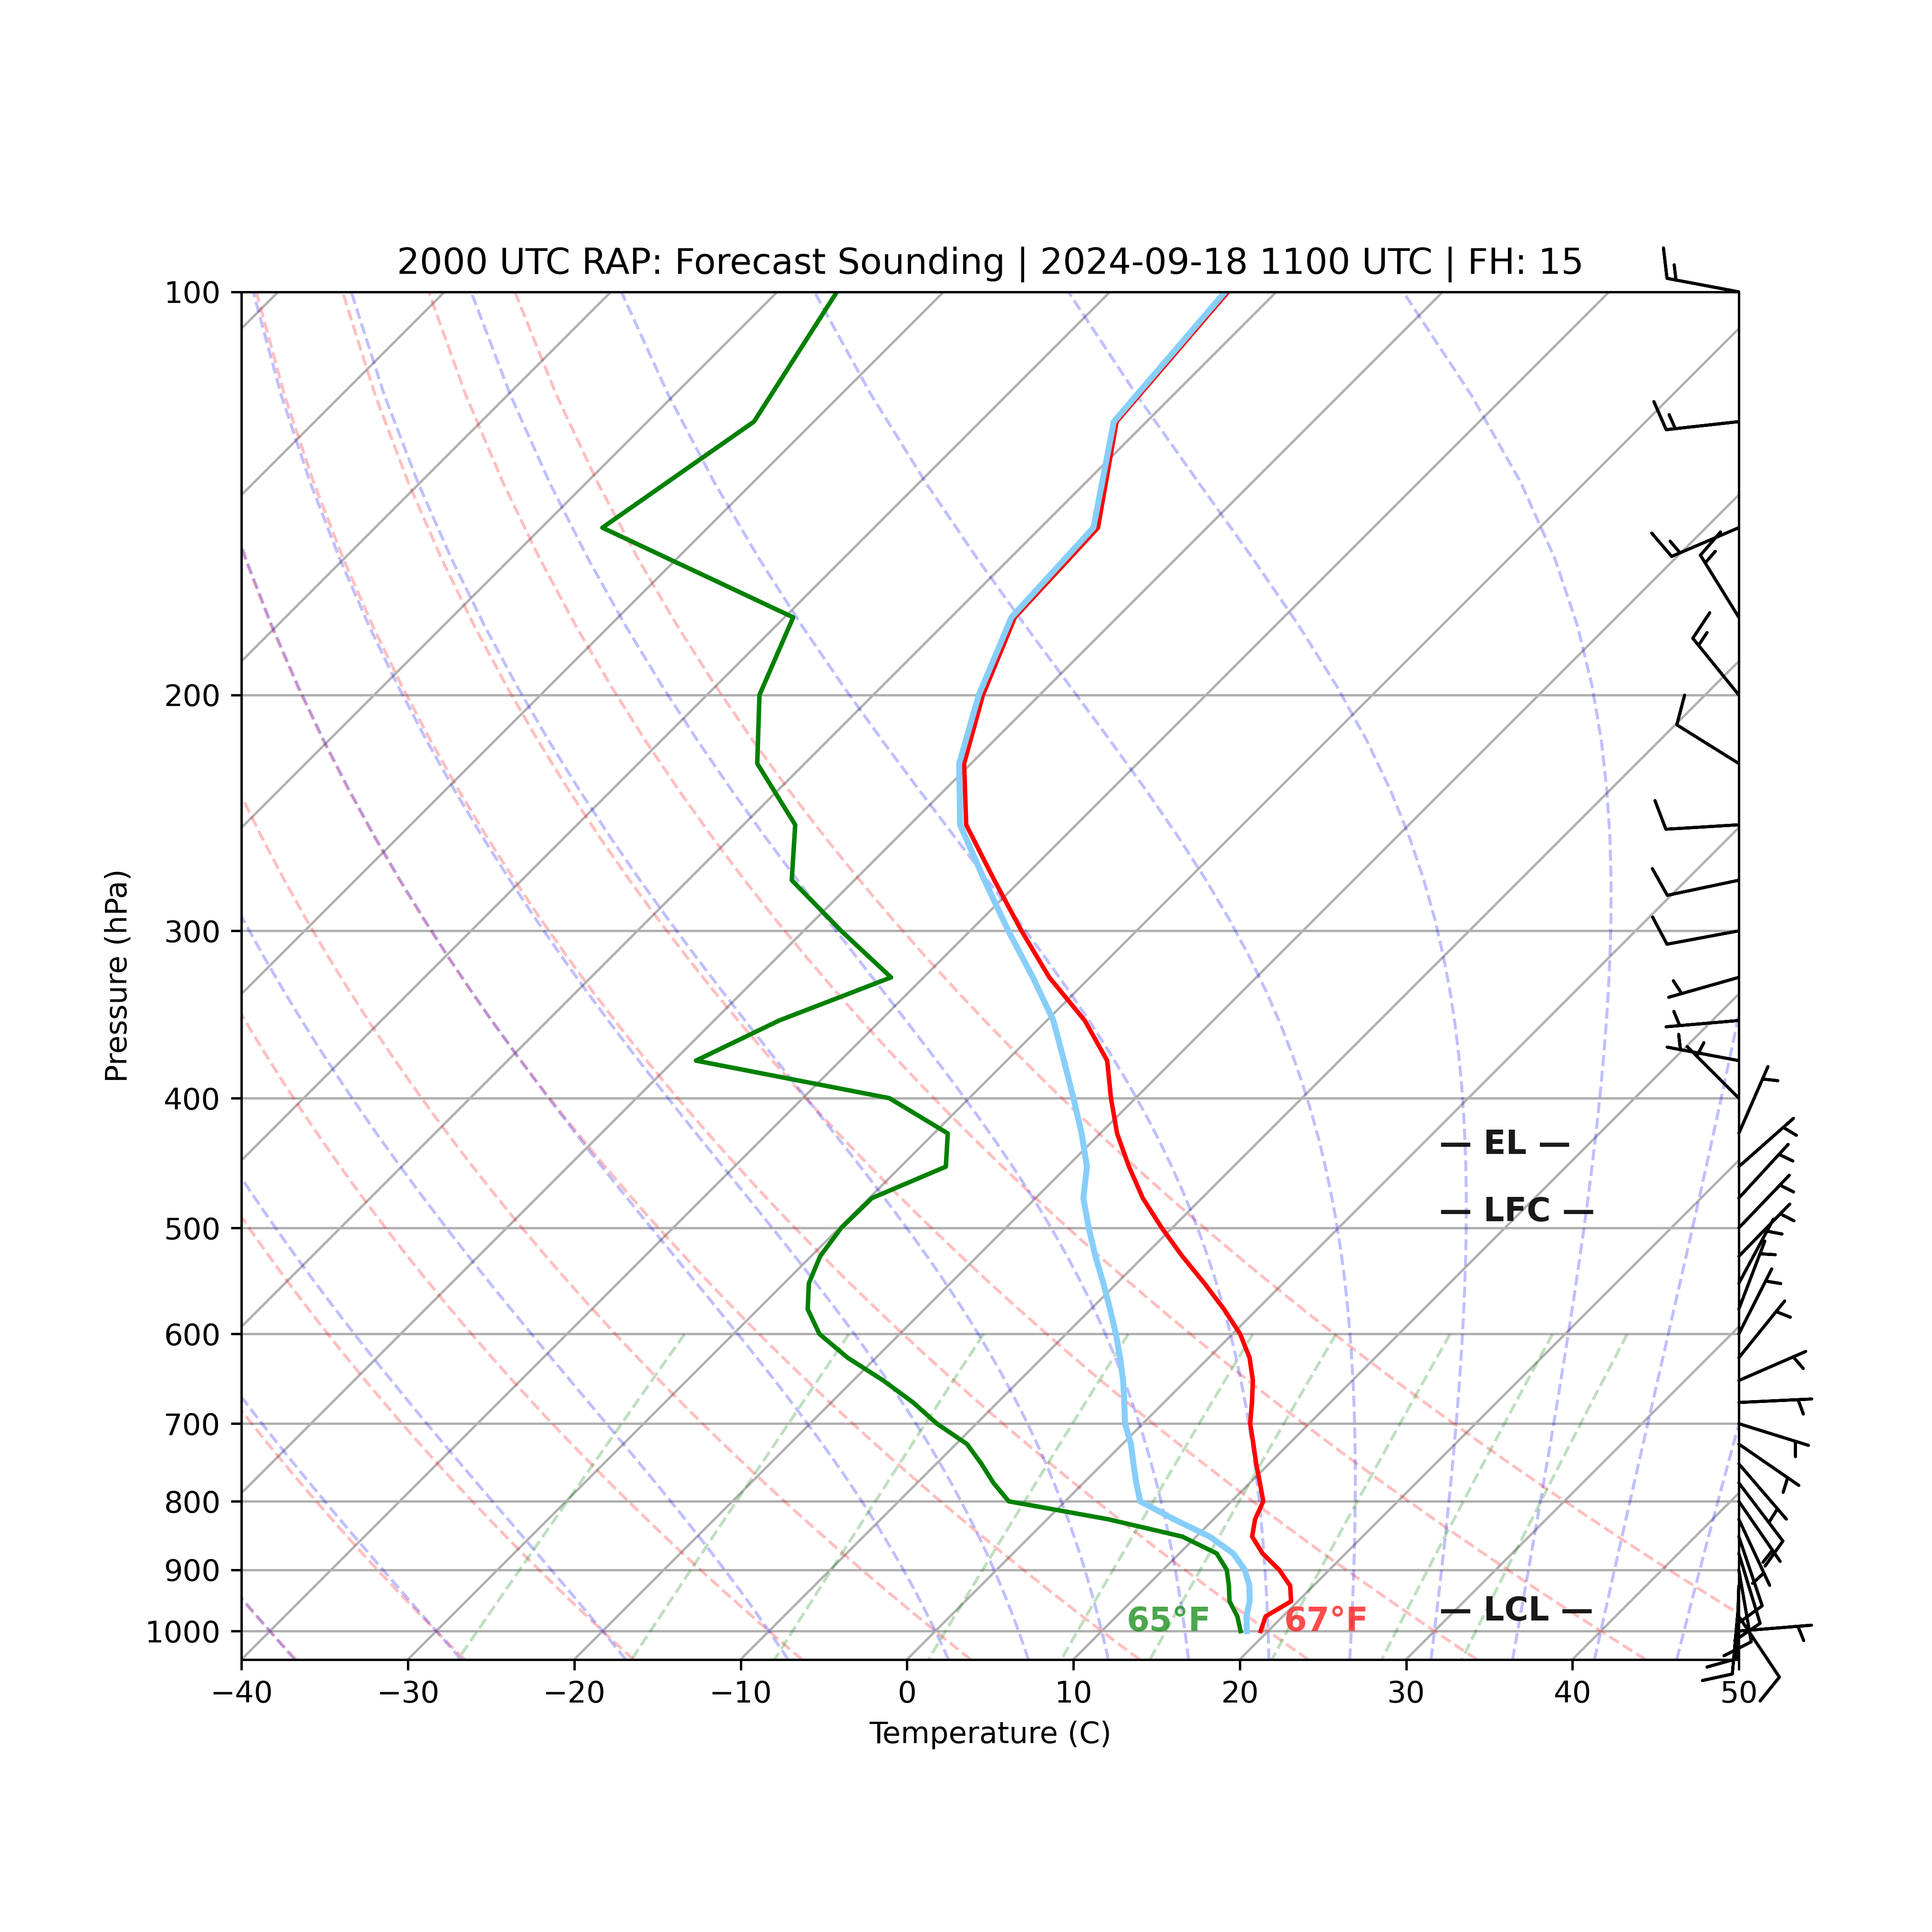 2000 UTC RAP: Forecast Sounding | 2024-09-18 1100 UTC | FH: 15
100
200
300
Pressure (hPa)
400
— EL —
— LFC —
500
600
700
800
900
65°F 67°F — LCL —
1000
−40 −30 −20 −10 0 10 20 30 40 50
Temperature (C)